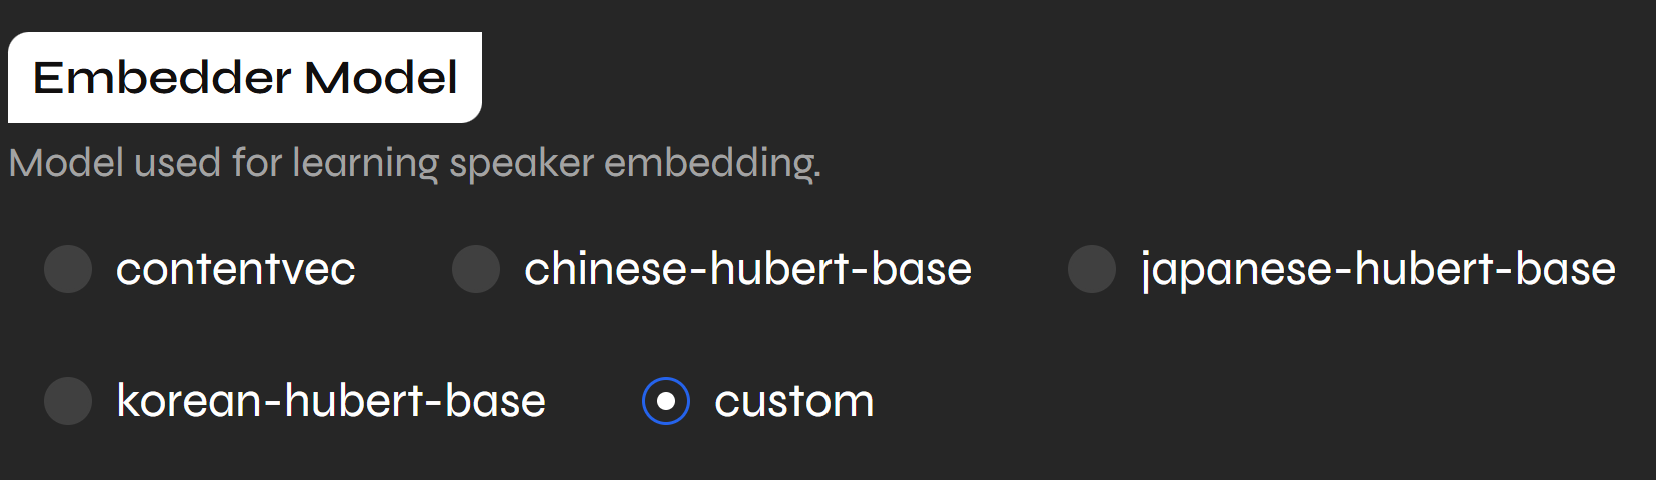 Embedder Model
Model used for learning speaker embedding.
contentvec chinese-hubert-base japanese-hubert-base
korean-hubert-base custom